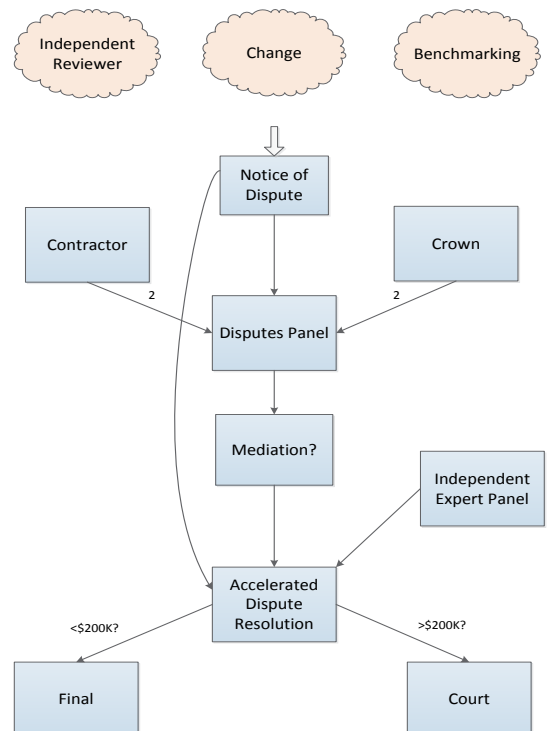 Independent
Reviewer
Change
Benchmarking
Notice of
Dispute
Contractor
Crown
2
2
Disputes Panel
Mediation?
Independent
Expert Panel
Accelerated
Dispute
Resolution
<$200K?
>$200K?
Final
Court